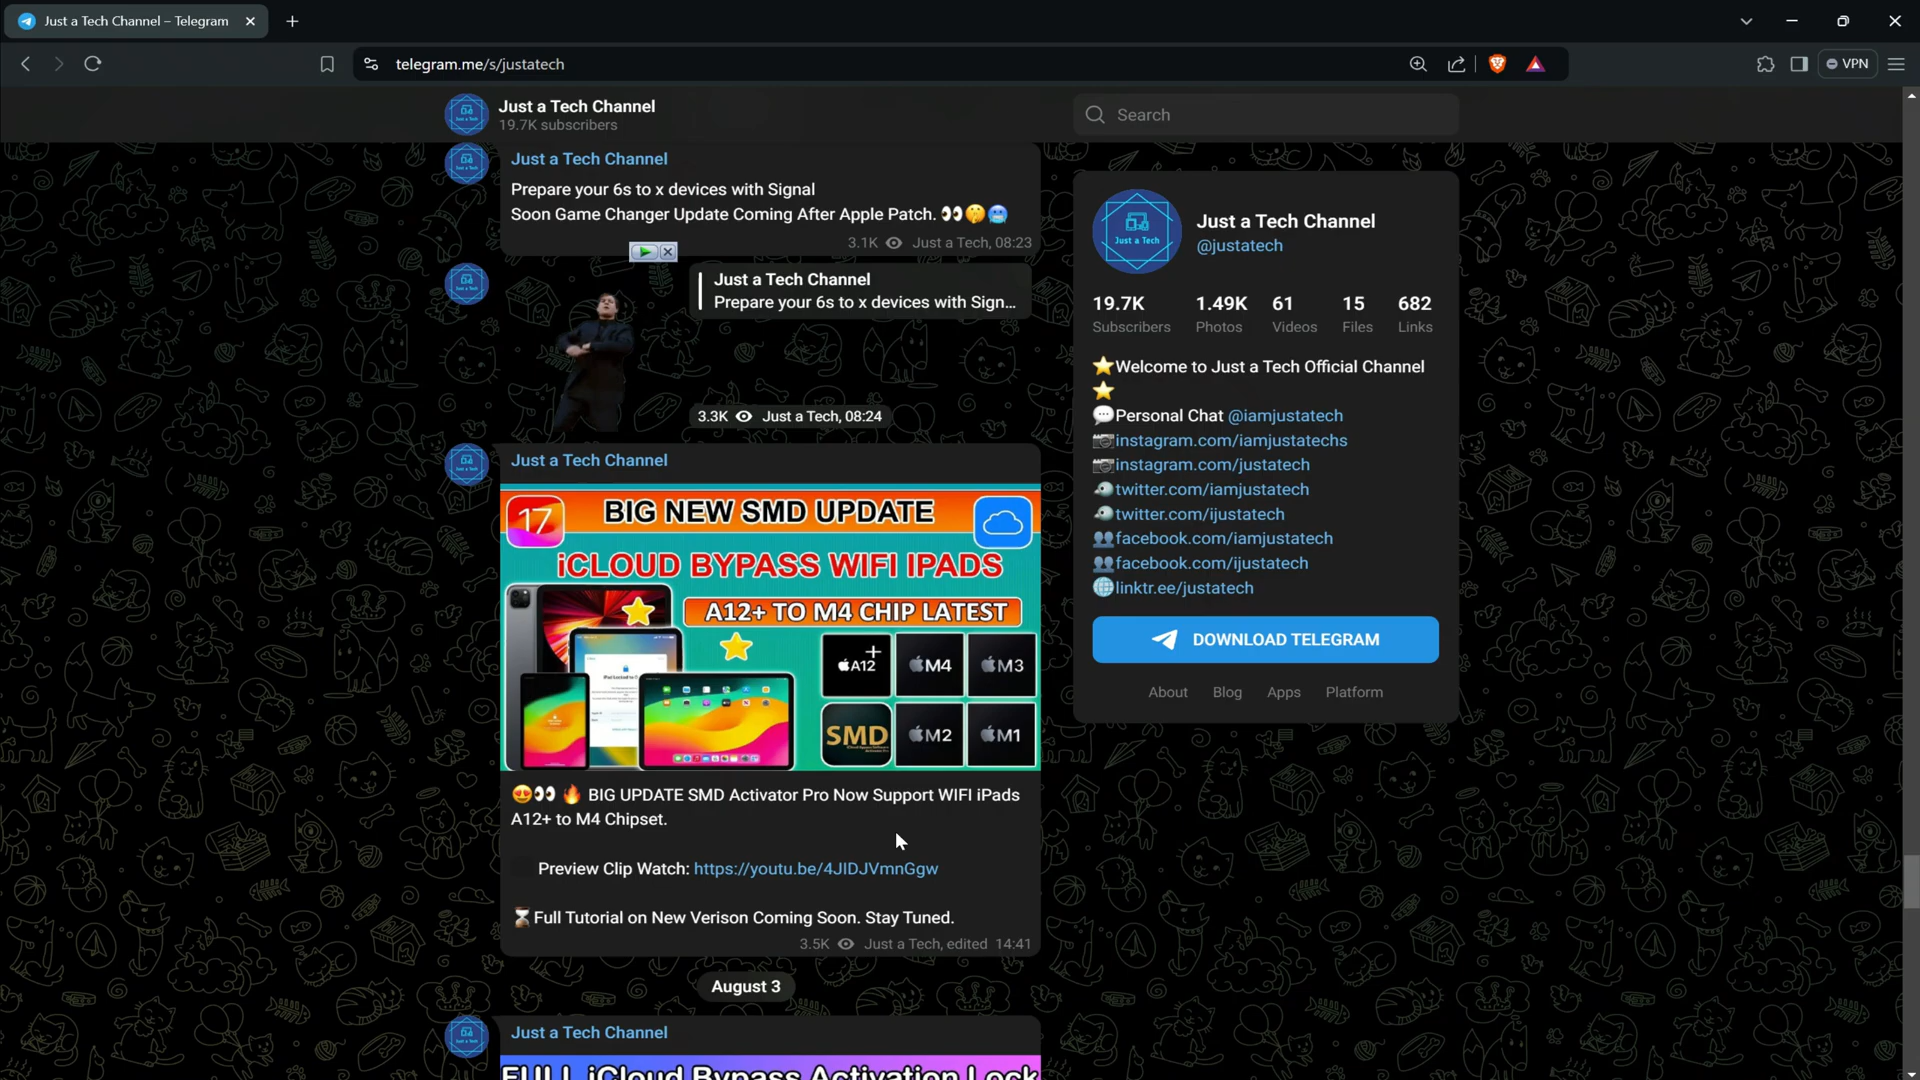 Just a Tech Channel – Telegram
telegram.me/s/justatech
VPN
Just a Tech Channel
19.7K subscribers
Search
Just a Tech Channel
Prepare your 6s to x devices with Signal
Soon Game Changer Update Coming After Apple Patch. 👀🤫🥶
3.1K Just a Tech, 08:23
Just a Tech Channel
Prepare your 6s to x devices with Sign...
3.3K Just a Tech, 08:24
Just a Tech Channel
17
BIG NEW SMD UPDATE
iCLOUD BYPASS WIFI IPADS
A12+ TO M4 CHIP LATEST
A12+
M4
M3
SMD
M2
M1
😍👀 🔥 BIG UPDATE SMD Activator Pro Now Support WIFI iPads
A12+ to M4 Chipset.
Preview Clip Watch: https://youtu.be/4JIDJVmnGgw
⏳Full Tutorial on New Verison Coming Soon. Stay Tuned.
3.5K Just a Tech, edited 14:41
August 3
Just a Tech Channel
FULL iCloud Bypass Activation Lock
Just a Tech
Just a Tech Channel
@justatech
19.7K 1.49K 61 15 682
Subscribers Photos Videos Files Links
⭐Welcome to Just a Tech Official Channel
⭐
💬Personal Chat @iamjustatech
📷instagram.com/iamjustatechs
📷instagram.com/justatech
🐦twitter.com/iamjustatech
🐦twitter.com/ijustatech
👥facebook.com/iamjustatech
👥facebook.com/ijustatech
🌐linktr.ee/justatech
DOWNLOAD TELEGRAM
About Blog Apps Platform